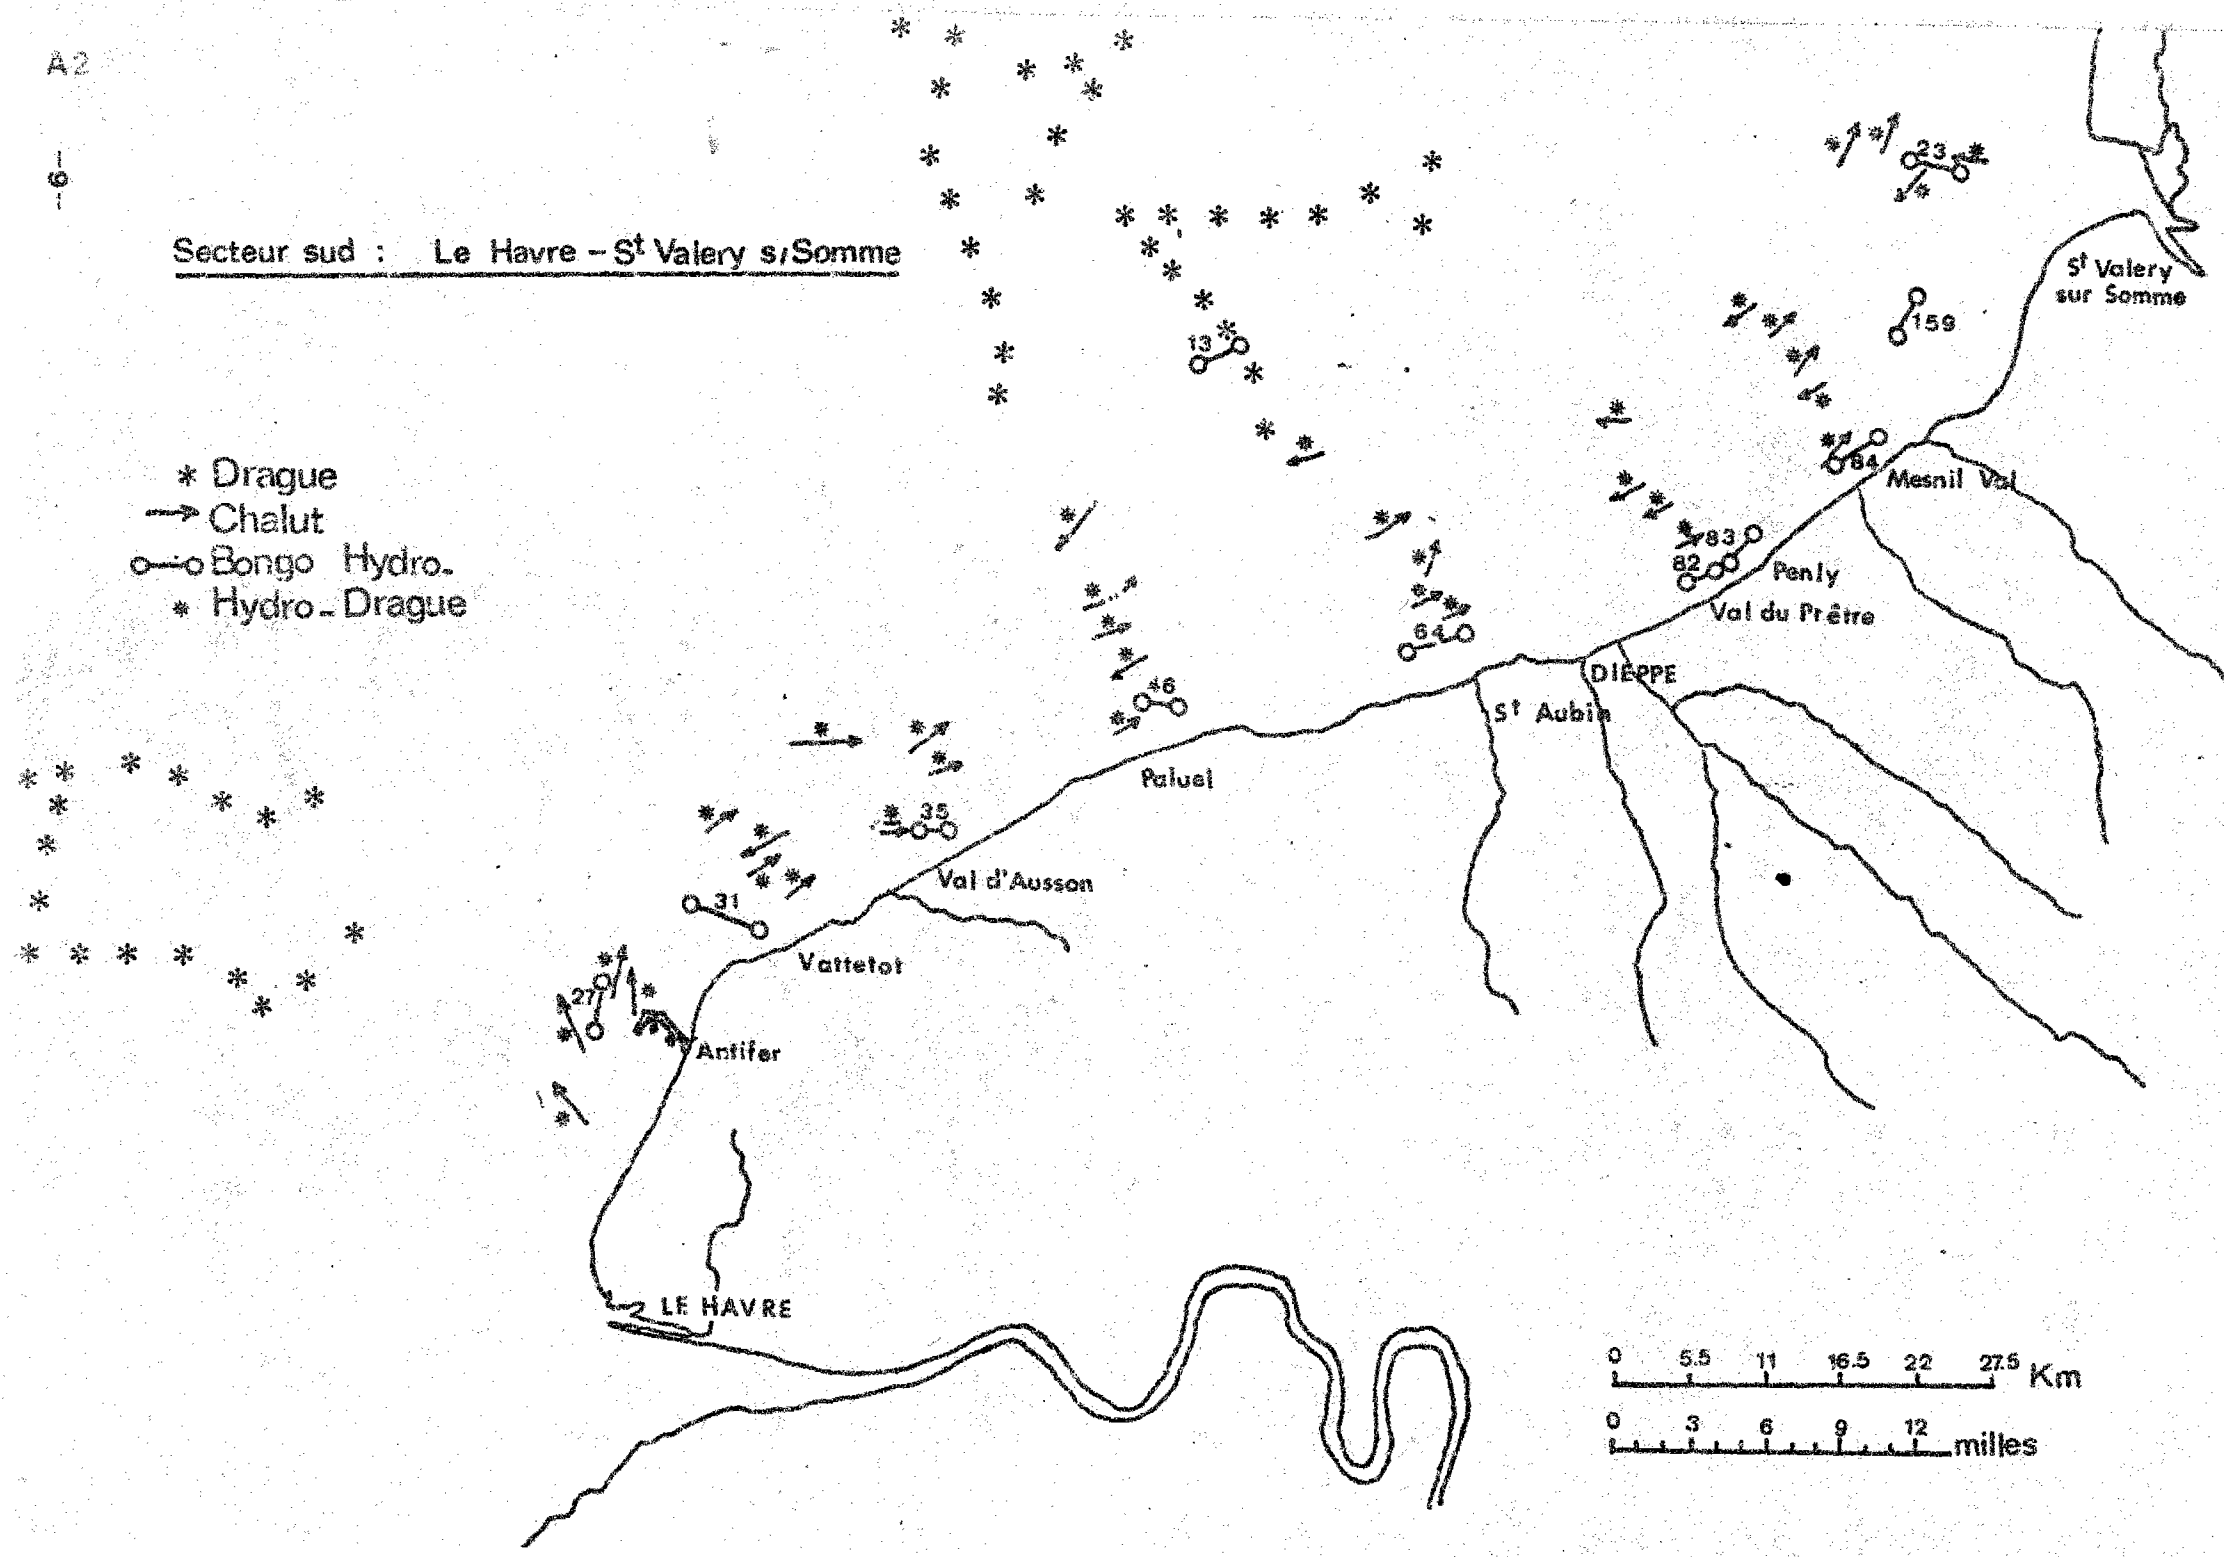 A2
-6-
Secteur sud : Le Havre - St Valery s/Somme
* Drague
Chalut
Bongo Hydro-
* Hydro-Drague
23
St Valery
sur Somme
159
13
84
Mesnil Val
83
82
Penly
Val du Prêtre
64
DIEPPE
St Aubin
46
Paluel
35
Val d'Ausson
31
Vattetot
27
Antifer
LE HAVRE
0 5.5 11 16.5 22 27.5 Km
0 3 6 9 12 milles